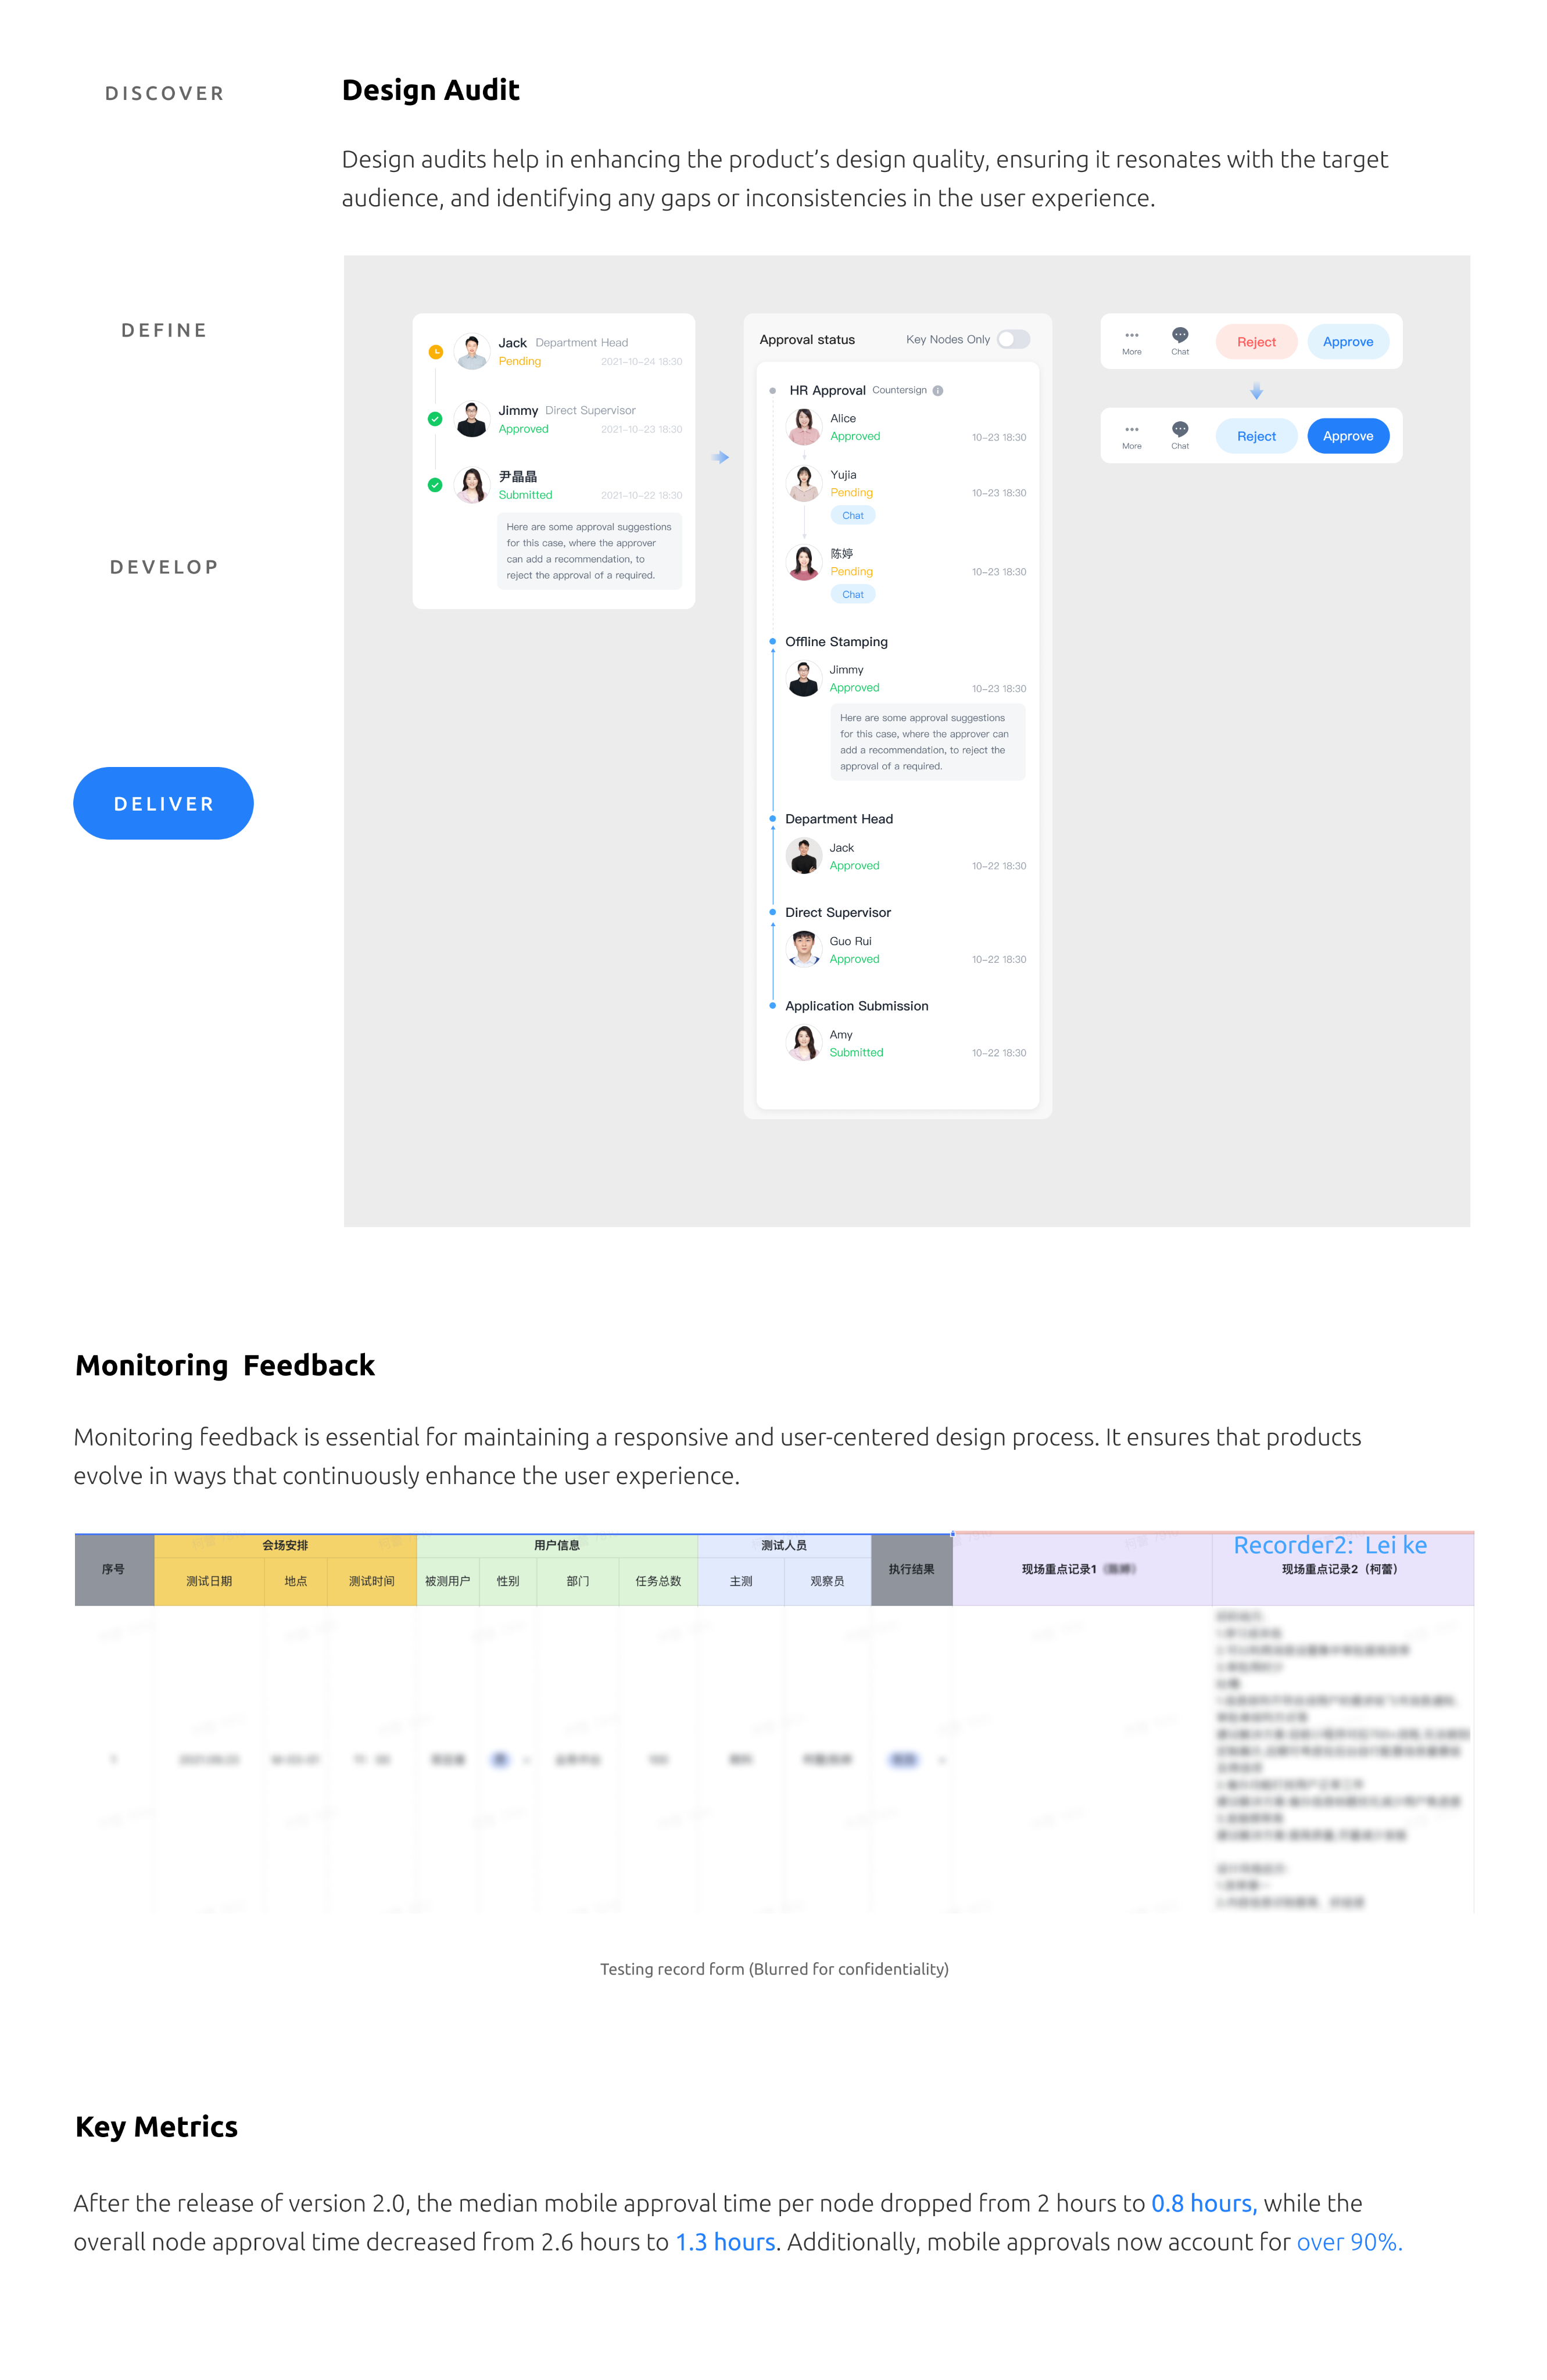 DISCOVER
Design Audit
Design audits help in enhancing the product’s design quality, ensuring it resonates with the target
audience, and identifying any gaps or inconsistencies in the user experience.
DEFINE
DEVELOP
DELIVER
Jack Department Head
Pending 2021-10-24 18:30
Jimmy Direct Supervisor
Approved 2021-10-23 18:30
尹晶晶
Submitted 2021-10-22 18:30
Here are some approval suggestions
for this case, where the approver
can add a recommendation, to
reject the approval of a required.
Approval status Key Nodes Only
HR Approval Countersign
Alice
Approved 10-23 18:30
Yujia
Pending 10-23 18:30
Chat
陈婷
Pending 10-23 18:30
Chat
Offline Stamping
Jimmy
Approved 10-23 18:30
Here are some approval suggestions
for this case, where the approver can
add a recommendation, to reject the
approval of a required.
Department Head
Jack
Approved 10-22 18:30
Direct Supervisor
Guo Rui
Approved 10-22 18:30
Application Submission
Amy
Submitted 10-22 18:30
More Chat Reject Approve
More Chat Reject Approve
Monitoring Feedback
Monitoring feedback is essential for maintaining a responsive and user-centered design process. It ensures that products
evolve in ways that continuously enhance the user experience.
会场安排 用户信息 测试人员 Recorder2: Lei ke
序号 执行结果 现场重点记录1 现场重点记录2（柯蕾）
测试日期 地点 测试时间 被测用户 性别 部门 任务总数 主测 观察员
Testing record form (Blurred for confidentiality)
Key Metrics
After the release of version 2.0, the median mobile approval time per node dropped from 2 hours to 0.8 hours, while the
overall node approval time decreased from 2.6 hours to 1.3 hours. Additionally, mobile approvals now account for over 90%.